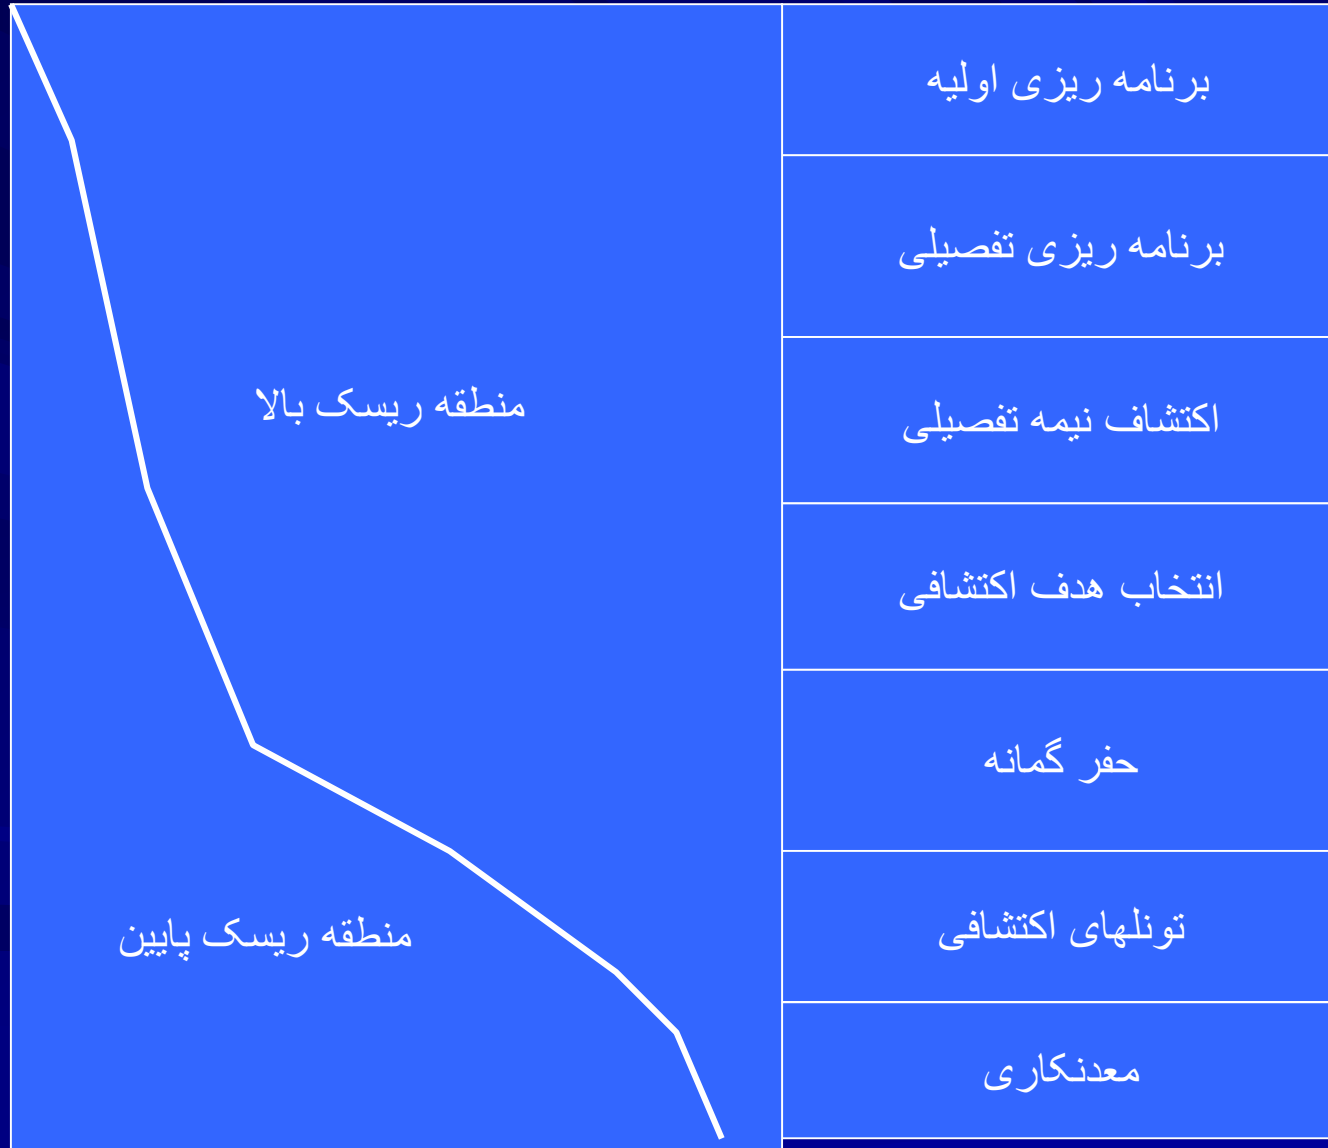 برنامه ریزی اولیه
برنامه ریزی تفصیلی
اکتشاف نیمه تفصیلی
انتخاب هدف اکتشافی
حفر گمانه
تونلهای اکتشافی
معدنکاری
منطقه ریسک بالا
منطقه ریسک پایین